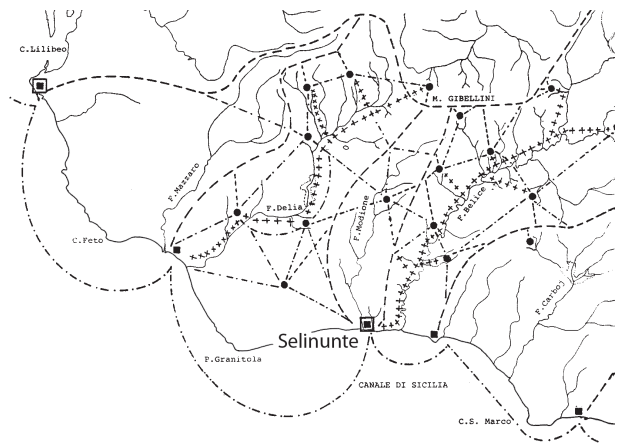 C.Lilibeo
M. GIBELLINI
F.Mazzaro
F.Delia
F.Modione
F.Belice
C.Feto
F.Carboj
Selinunte
P.Granitola
CANALE DI SICILIA
C.S. Marco